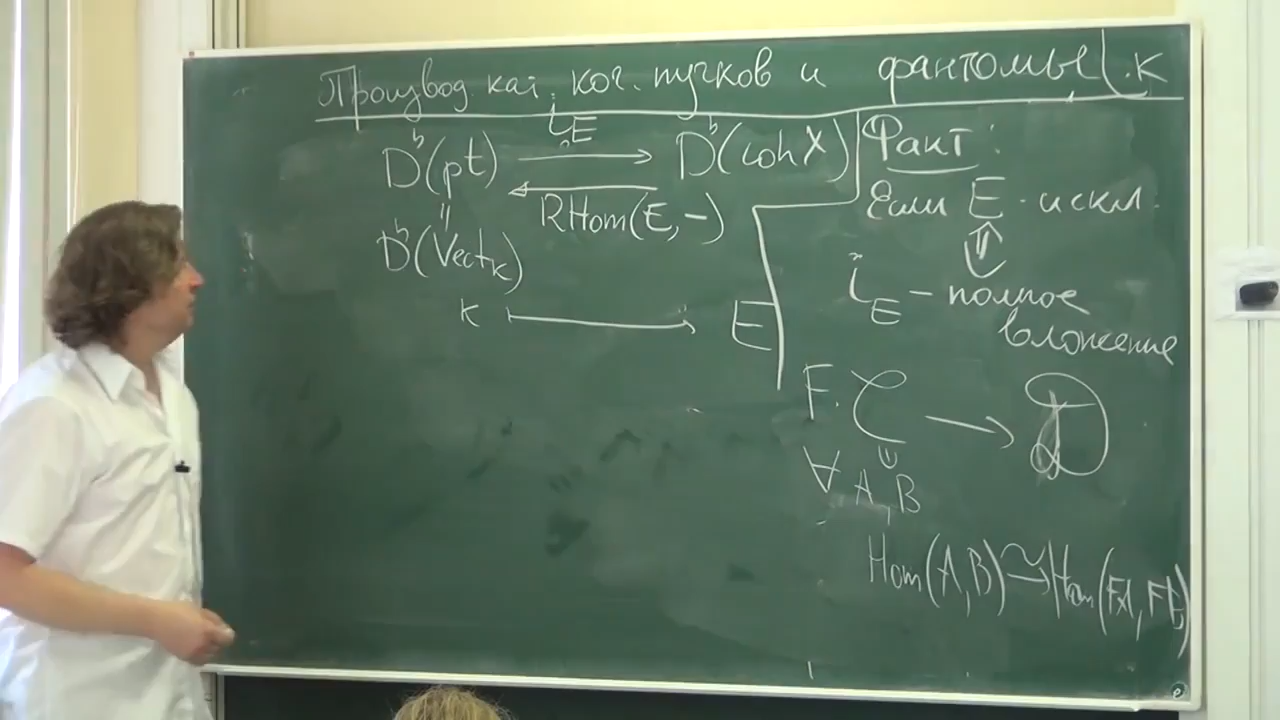 Производ. кат. ког. пучков и фантомы | k
i_E
D^b(pt) ⟶ D^b(coh X)
⟵
RHom(E, –)
||
D^b(Vect_k)
k ⟼ E
Факт:
Если E - искл.
⇕
i_E – полное
вложение
F: C ⟶ D
∪
∀ A, B
Hom(A,B) ⥲ Hom(FA, FB)